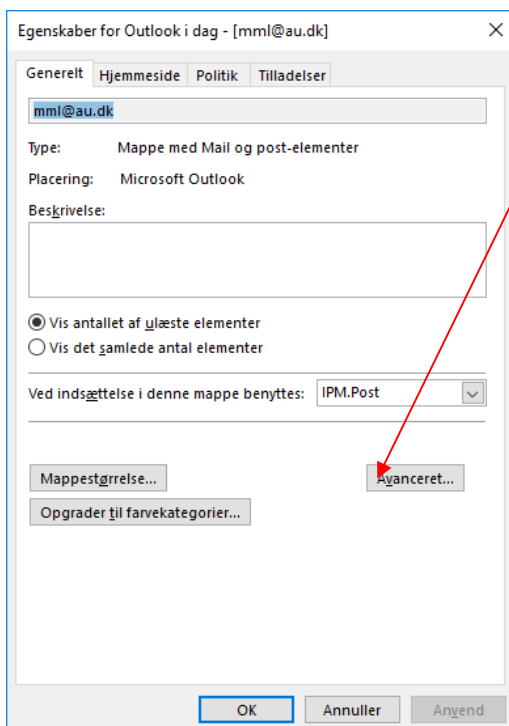 Egenskaber for Outlook i dag - [mml@au.dk]
Generelt Hjemmeside Politik Tilladelser
mml@au.dk
Type: Mappe med Mail og post-elementer
Placering: Microsoft Outlook
Beskrivelse:
Vis antallet af ulæste elementer
Vis det samlede antal elementer
Ved indsættelse i denne mappe benyttes: IPM.Post
Mappestørrelse... Avanceret...
Opgrader til farvekategorier...
OK Annuller Anvend